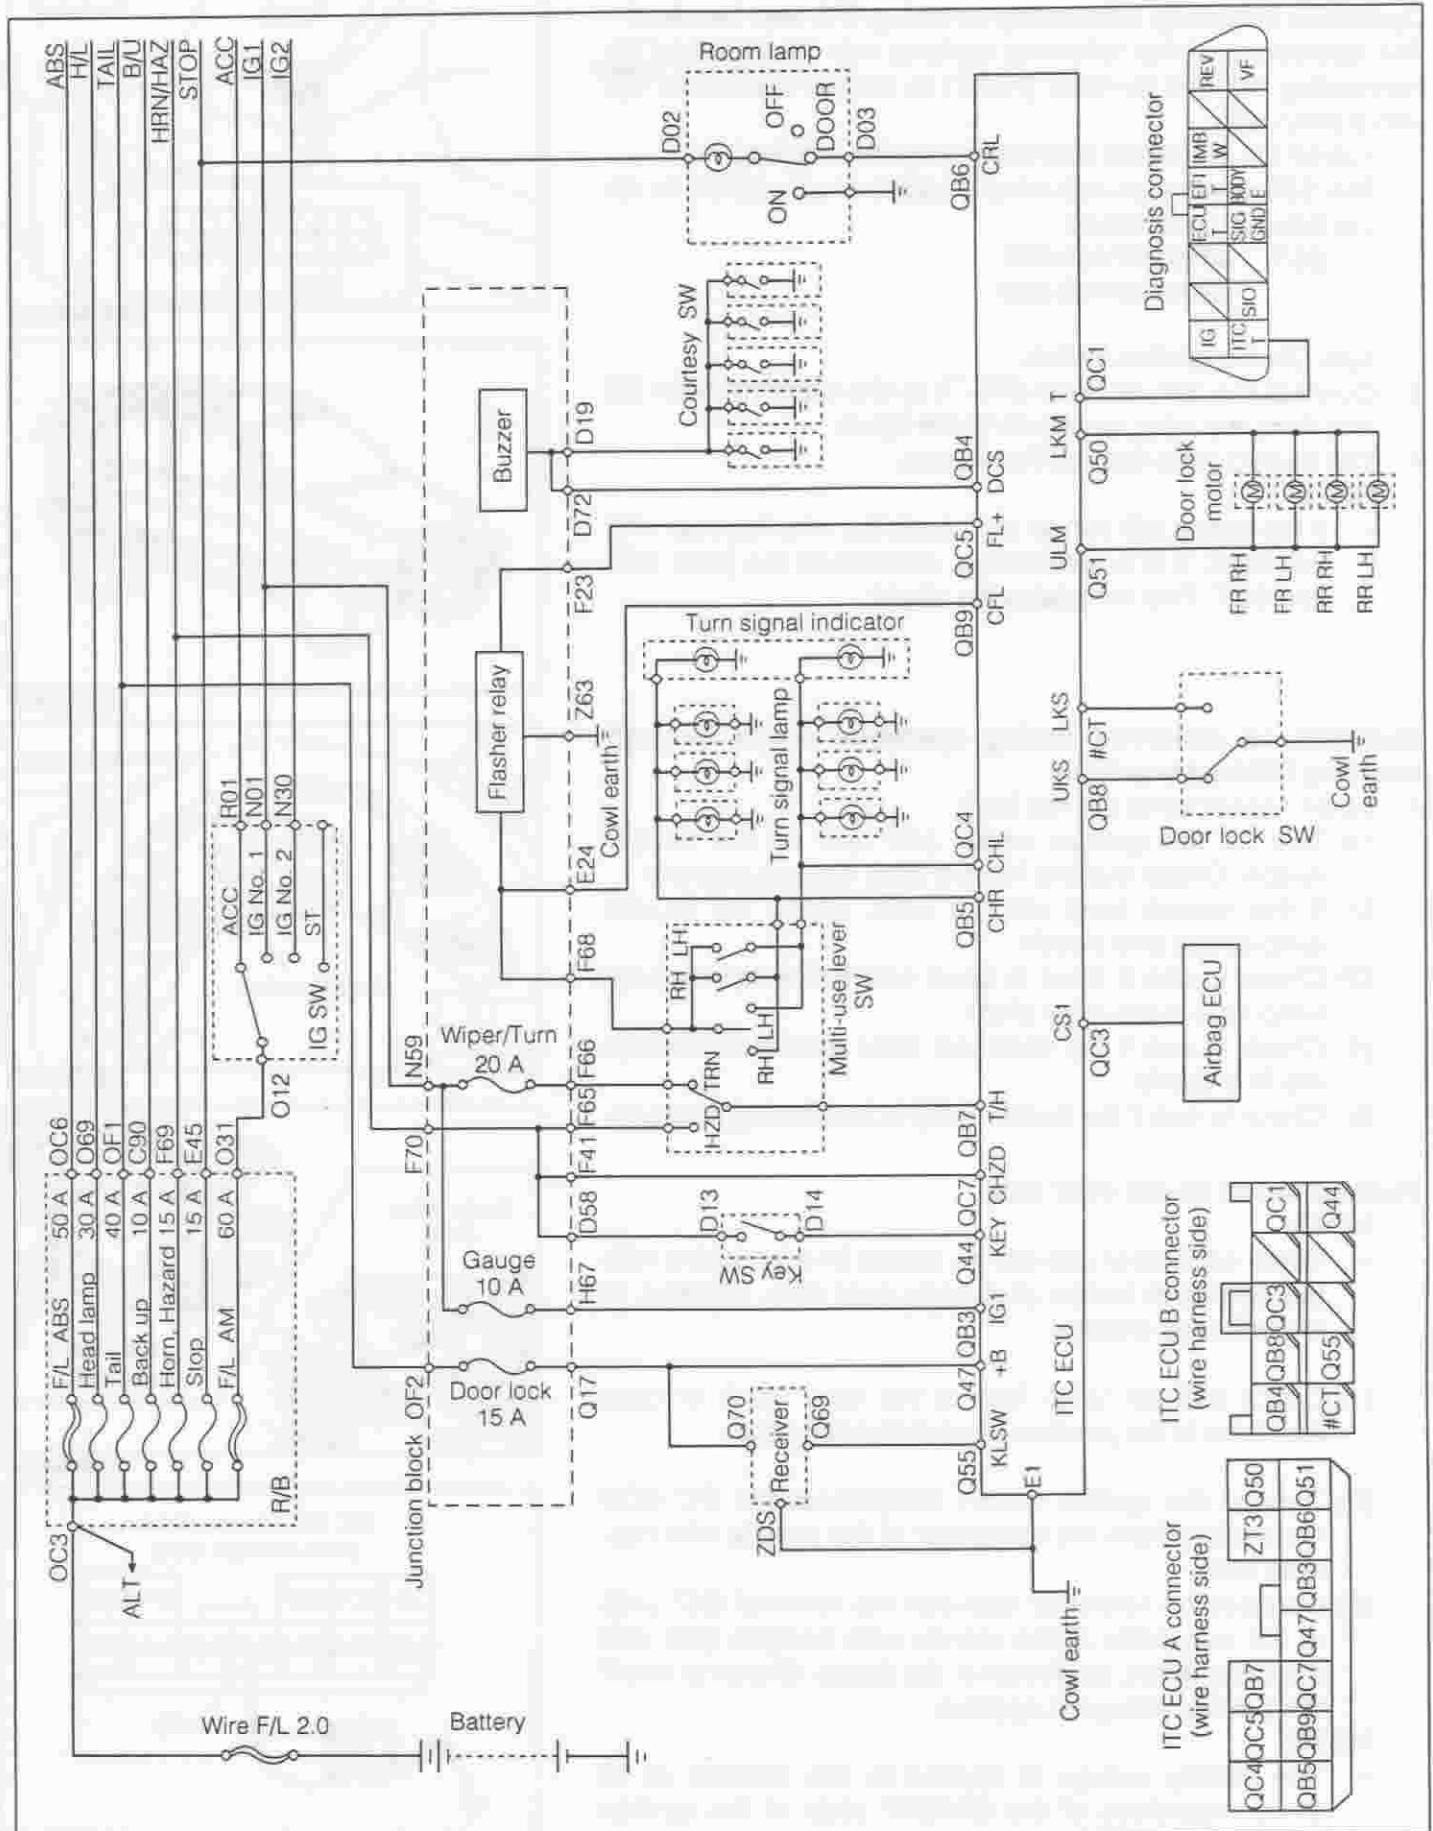 ABS
H/L
TAIL
B/U
HRN/HAZ
STOP
ACC
IG1
IG2
Room lamp
D02
OFF
DOOR
ON
D03
QB6
CRL
Diagnosis connector
REV
VF
IMB
W
EFI
T
BODY
E
ECU
T
SIG
GND
SIO
IG
ITC
T
Courtesy SW
Buzzer
D19
D72
QB4
DCS
QC5
FL+
QB9
CFL
QC1
T
LKM
Q50
ULM
Q51
Door lock
motor
FR RH
FR LH
RR RH
RR LH
F23
Flasher relay
Z63
Cowl earth
E24
F68
Turn signal indicator
Turn signal lamp
QC4
CHL
QB5
CHR
LKS
#CT
UKS
QB8
Door lock SW
Cowl
earth
R01
N01
N30
ACC
IG No. 1
IG No. 2
ST
IG SW
O12
N59
Wiper/Turn
20 A
F66
F65
F70
F41
D58
RH
LH
TRN
HZD
RH
LH
Multi-use lever
SW
QB7
T/H
QC7
CHZD
CS1
QC3
Airbag ECU
D13
D14
Key SW
Q44
KEY
Gauge
10 A
H67
QB3
IG1
OF2
Door lock
15 A
Q17
Q47
+B
Junction block
Q70
Receiver
Q69
ZDS
Q55
KLSW
ITC ECU
E1
Cowl earth
F/L ABS 50 A OC6
Head lamp 30 A O69
Tail 40 A OF1
Back up 10 A C90
Horn, Hazard 15 A F69
Stop 15 A E45
F/L AM 60 A O31
R/B
OC3
ALT
Wire F/L 2.0
Battery
ITC ECU B connector
(wire harness side)
QB4 QB8 QC3 QC1
#CT Q55 Q44
ITC ECU A connector
(wire harness side)
QC4 QC5 QB7 ZT3 Q50
QB5 QB9 QC7 Q47 QB3 QB6 Q51